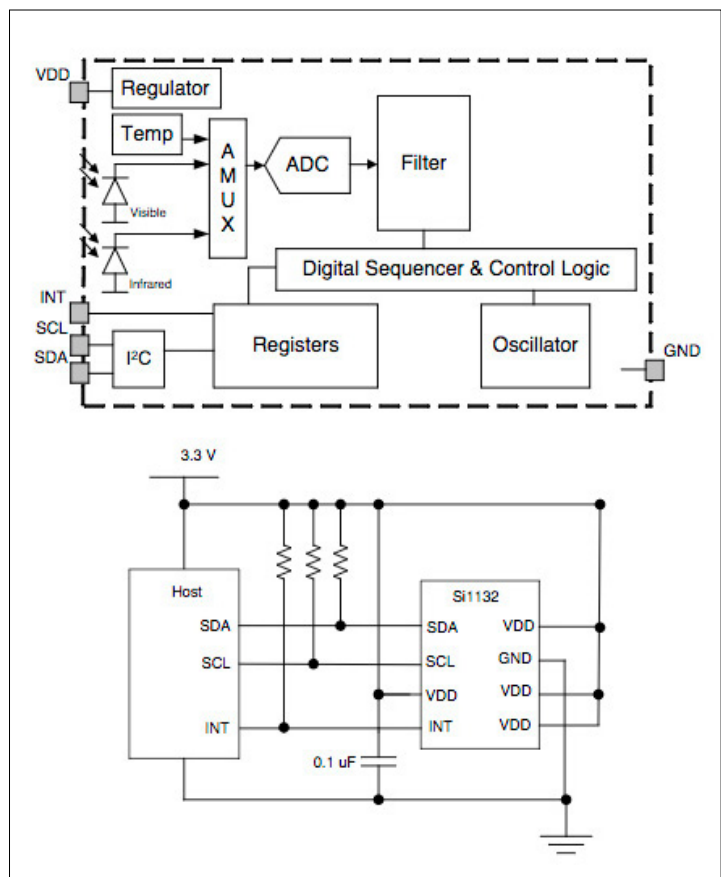 VDD
Regulator
Temp
AMUX
ADC
Filter
Visible
Infrared
Digital Sequencer & Control Logic
INT
SCL
SDA
I²C
Registers
Oscillator
GND
3.3 V
Host
Si1132
SDA
SDA
VDD
SCL
SCL
GND
VDD
VDD
INT
INT
VDD
0.1 uF